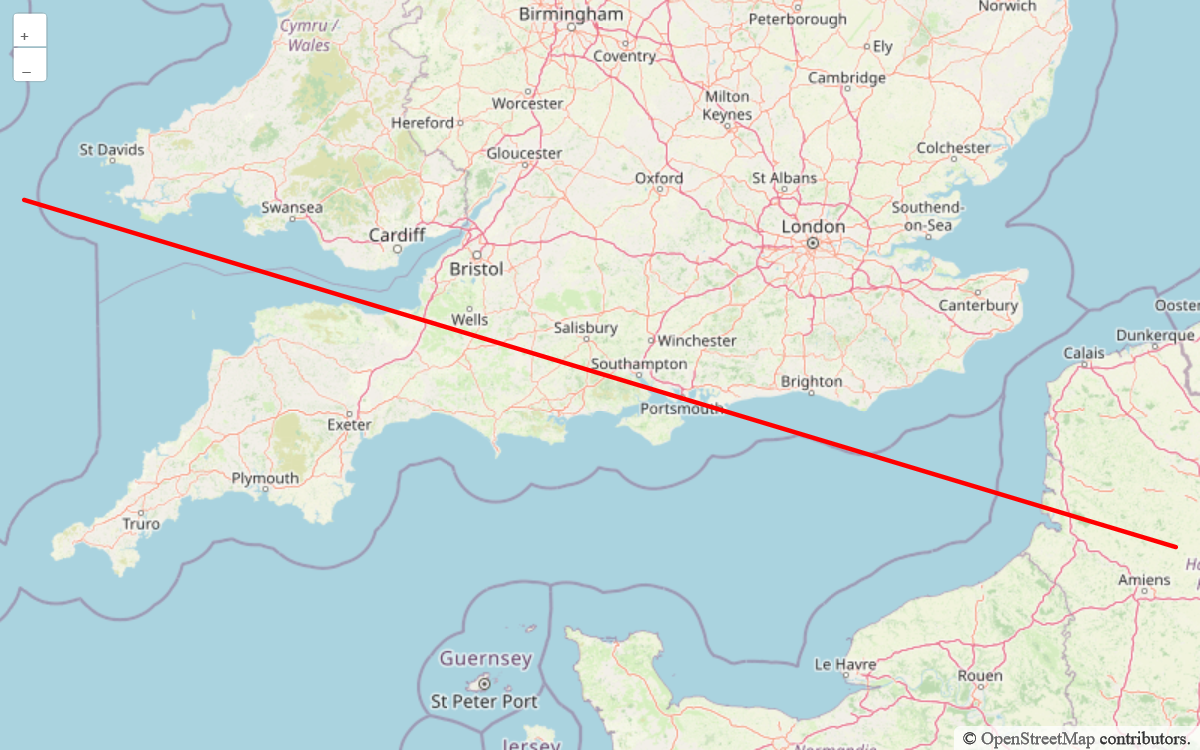 +
–
Cymru /
Wales
Birmingham
Coventry
Peterborough
Norwich
Ely
Cambridge
Worcester
Milton
Keynes
Hereford
St Davids
Gloucester
Colchester
Oxford
St Albans
Swansea
Southend-
on-Sea
Cardiff
London
Bristol
Canterbury
Wells
Salisbury
Winchester
Dunkerque
Calais
Southampton
Brighton
Portsmouth
Exeter
Plymouth
Truro
Amiens
Guernsey
St Peter Port
Le Havre
Rouen
Jersey
Normandie
© OpenStreetMap contributors.